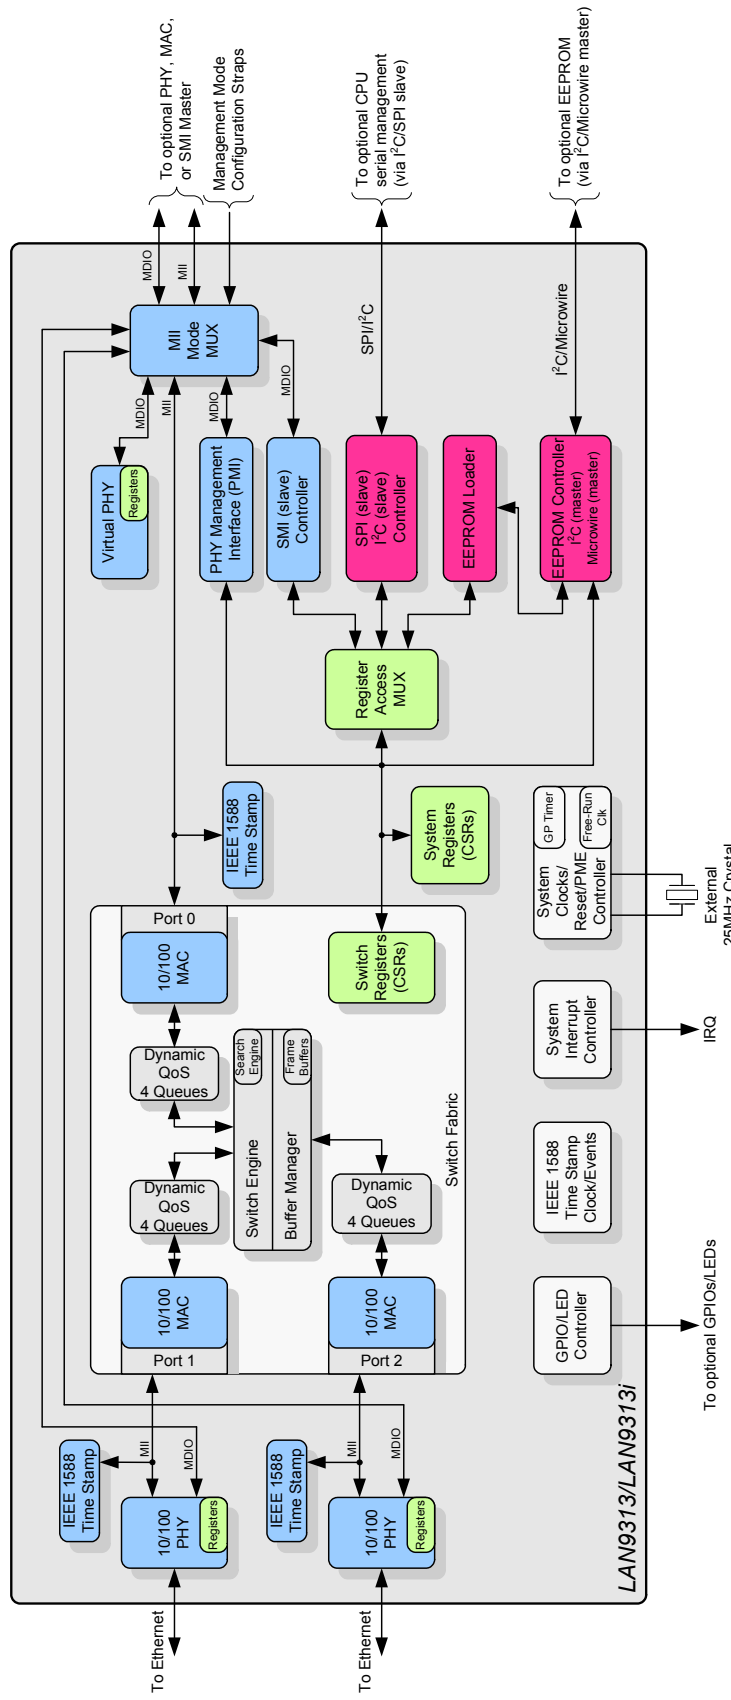 To Ethernet
10/100
PHY
Registers
IEEE 1588
Time Stamp
MII
MDIO
Port 1
10/100
MAC
Dynamic
QoS
4 Queues
To Ethernet
10/100
PHY
Registers
IEEE 1588
Time Stamp
MII
MDIO
Port 2
10/100
MAC
Dynamic
QoS
4 Queues
Switch Engine
Search
Engine
Buffer Manager
Frame
Buffers
Dynamic
QoS
4 Queues
10/100
MAC
Port 0
Switch
Registers
(CSRs)
Switch Fabric
IEEE 1588
Time Stamp
System
Registers
(CSRs)
Register
Access
MUX
Virtual PHY
Registers
MDIO
MII
PHY Management
Interface (PMI)
MDIO
SMI (slave)
Controller
MDIO
SPI (slave)
I²C (slave)
Controller
EEPROM Loader
EEPROM Controller
I²C (master)
Microwire (master)
MII
Mode
MUX
MDIO
MII
To optional PHY, MAC,
or SMI Master
Management Mode
Configuration Straps
SPI/I²C
To optional CPU
serial management
(via I²C/SPI slave)
I²C/Microwire
To optional EEPROM
(via I²C/Microwire master)
GPIO/LED
Controller
To optional GPIOs/LEDs
IEEE 1588
Time Stamp
Clock/Events
System
Interrupt
Controller
IRQ
System
Clocks/
Reset/PME
Controller
GP Timer
Free-Run
Clk
External
25MHz Crystal
LAN9313/LAN9313i